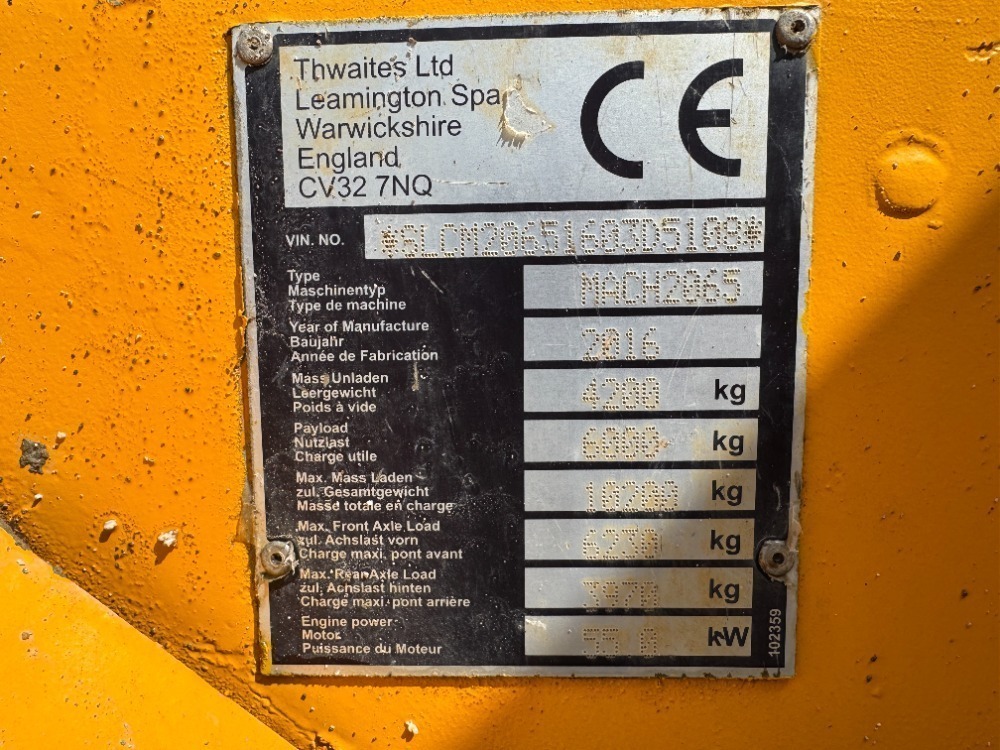 Thwaites Ltd
Leamington Spa
Warwickshire
England
CV32 7NQ
CE
VIN. NO. *SLCM20651603D5108*
Type
Maschinentyp
Type de machine
MACH2065
Year of Manufacture
Baujahr
Année de Fabrication
2016
Mass Unladen
Leergewicht
Poids à vide
4200 kg
Payload
Nutzlast
Charge utile
6000 kg
Max. Mass Laden
zul. Gesamtgewicht
Masse totale en charge
10200 kg
Max. Front Axle Load
zul. Achslast vorn
Charge maxi. pont avant
6230 kg
Max. Rear Axle Load
zul. Achslast hinten
Charge maxi. pont arrière
3970 kg
Engine power
Motor
Puissance du Moteur
55.0 kW
102359